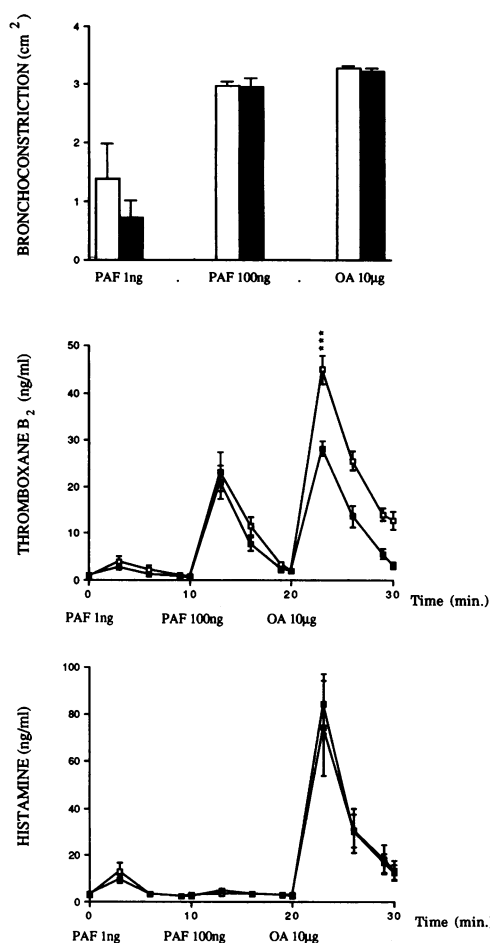 BRONCHOCONSTRICTION (cm²)
4
3
2
1
0
PAF 1ng . PAF 100ng . OA 10µg
THROMBOXANE B₂ (ng/ml)
50
40
30
20
10
0
***
0 10 20 30
Time (min.)
PAF 1ng PAF 100ng OA 10µg
HISTAMINE (ng/ml)
100
80
60
40
20
0
0 10 20 30
Time (min.)
PAF 1ng PAF 100ng OA 10µg